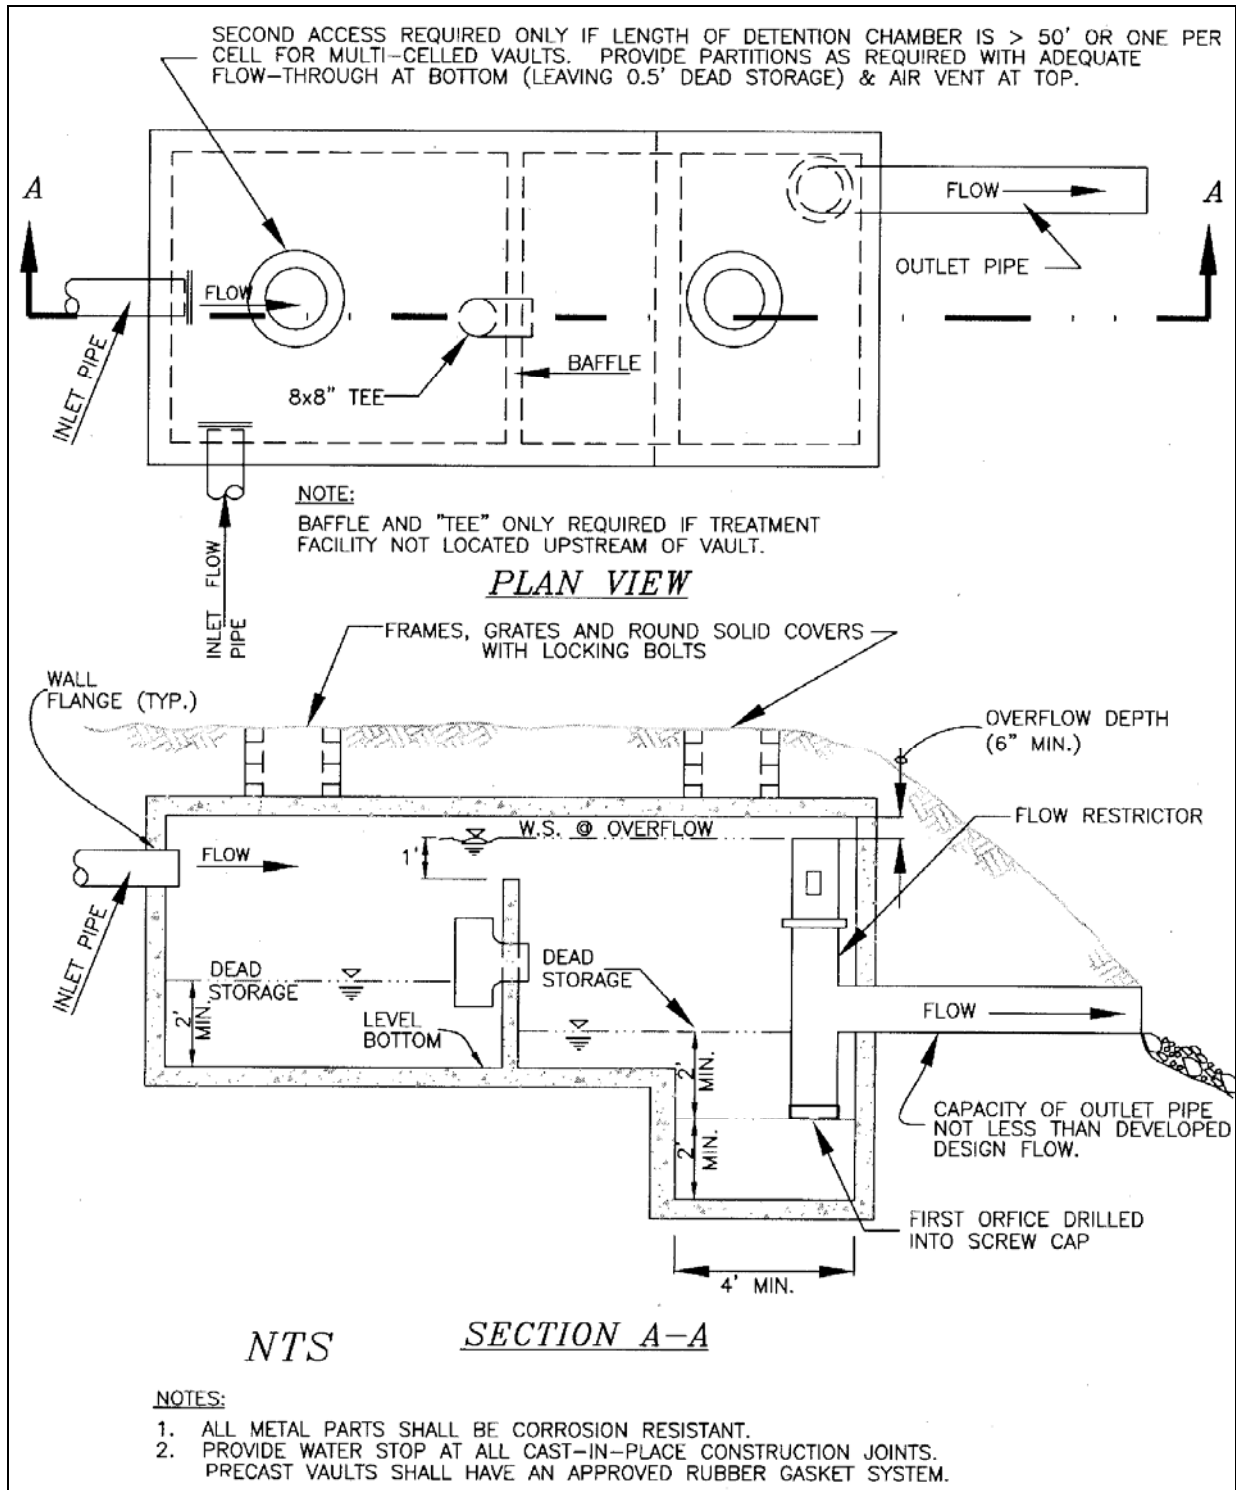 SECOND ACCESS REQUIRED ONLY IF LENGTH OF DETENTION CHAMBER IS > 50' OR ONE PER
CELL FOR MULTI-CELLED VAULTS. PROVIDE PARTITIONS AS REQUIRED WITH ADEQUATE
FLOW-THROUGH AT BOTTOM (LEAVING 0.5' DEAD STORAGE) & AIR VENT AT TOP.
A
A
FLOW
OUTLET PIPE
FLOW
INLET PIPE
BAFFLE
8x8" TEE
INLET FLOW
PIPE
NOTE:
BAFFLE AND "TEE" ONLY REQUIRED IF TREATMENT
FACILITY NOT LOCATED UPSTREAM OF VAULT.
PLAN VIEW
FRAMES, GRATES AND ROUND SOLID COVERS
WITH LOCKING BOLTS
WALL
FLANGE (TYP.)
OVERFLOW DEPTH
(6" MIN.)
W.S. @ OVERFLOW
FLOW RESTRICTOR
1'
FLOW
INLET PIPE
DEAD
STORAGE
DEAD
STORAGE
2'
MIN.
LEVEL
BOTTOM
FLOW
2'
MIN.
2'
MIN.
CAPACITY OF OUTLET PIPE
NOT LESS THAN DEVELOPED
DESIGN FLOW.
FIRST ORFICE DRILLED
INTO SCREW CAP
4' MIN.
NTS
SECTION A-A
NOTES:
1. ALL METAL PARTS SHALL BE CORROSION RESISTANT.
2. PROVIDE WATER STOP AT ALL CAST-IN-PLACE CONSTRUCTION JOINTS.
PRECAST VAULTS SHALL HAVE AN APPROVED RUBBER GASKET SYSTEM.